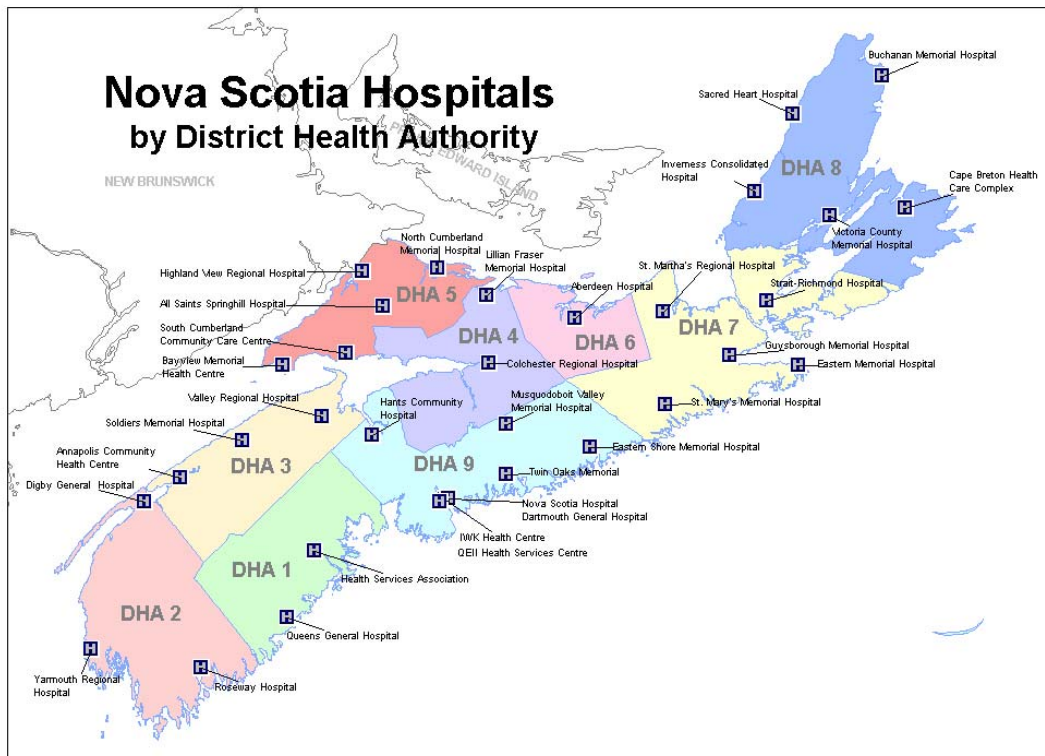 Nova Scotia Hospitals
by District Health Authority
PRINCE EDWARD ISLAND
NEW BRUNSWICK
Buchanan Memorial Hospital
Sacred Heart Hospital
Inverness Consolidated
Hospital
DHA 8
Cape Breton Health
Care Complex
Victoria County
Memorial Hospital
North Cumberland
Memorial Hospital
Lillian Fraser
Memorial Hospital
St. Martha's Regional Hospital
Highland View Regional Hospital
Aberdeen Hospital
Strait-Richmond Hospital
All Saints Springhill Hospital
DHA 5
DHA 4
DHA 6
DHA 7
South Cumberland
Community Care Centre
Guysborough Memorial Hospital
Bayview Memorial
Health Centre
Colchester Regional Hospital
Eastern Memorial Hospital
Valley Regional Hospital
Hants Community
Hospital
Musquodoboit Valley
Memorial Hospital
St. Mary's Memorial Hospital
Soldiers Memorial Hospital
Eastern Shore Memorial Hospital
Annapolis Community
Health Centre
DHA 3
DHA 9
Twin Oaks Memorial
Digby General Hospital
Nova Scotia Hospital
Dartmouth General Hospital
IWK Health Centre
QEII Health Services Centre
DHA 1
Health Services Association
DHA 2
Queens General Hospital
Yarmouth Regional
Hospital
Roseway Hospital